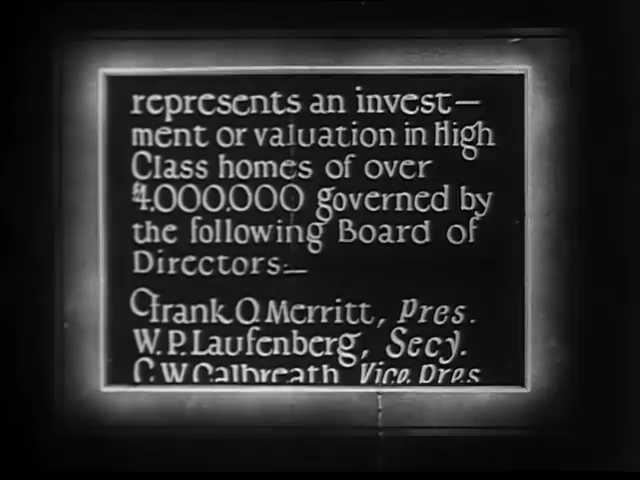 represents an invest—
ment or valuation in High
Class homes of over
$4,000,000 governed by
the following Board of
Directors:—
Frank O. Merritt, Pres.
W. P. Laufenberg, Secy.
C. W. Calbreath, Vice. Pres